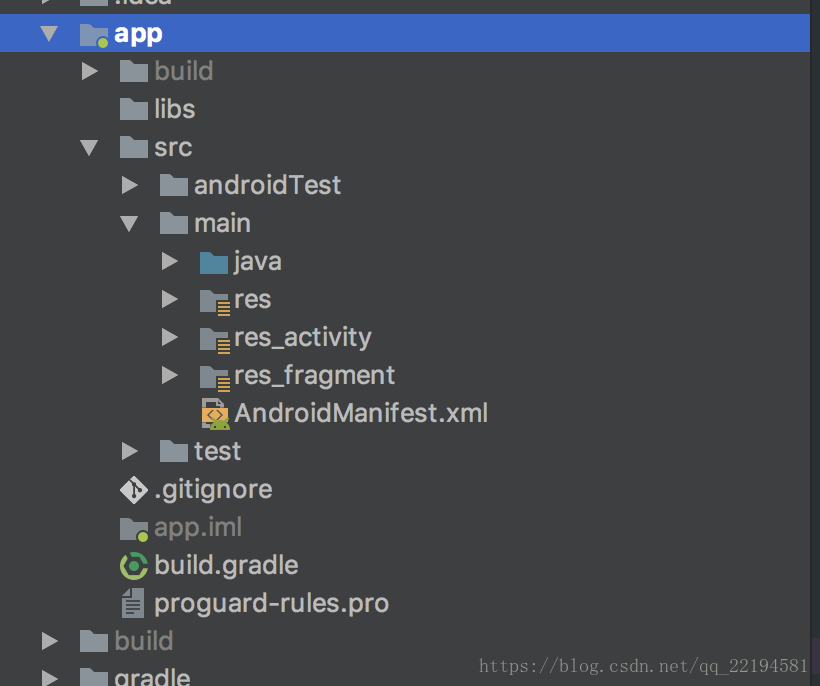 .idea
app
build
libs
src
androidTest
main
java
res
res_activity
res_fragment
AndroidManifest.xml
test
.gitignore
app.iml
build.gradle
proguard-rules.pro
build
gradle
https://blog.csdn.net/qq_22194581